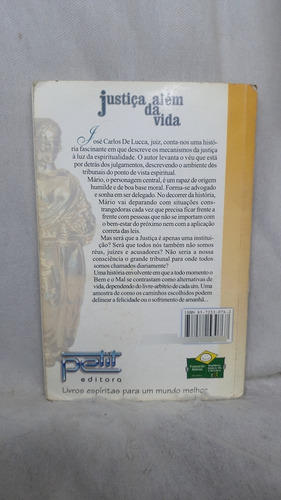 justiça além
da
vida
José Carlos De Lucca, juiz, conta-nos uma histó-
ria fascinante em que descreve os mecanismos da justiça
à luz da espiritualidade. O autor levanta o véu que está
por detrás dos julgamentos, descrevendo o ambiente dos
tribunais do ponto de vista espiritual.
Mário, o personagem central, é um rapaz de origem
humilde e de boa base moral. Forma-se advogado
e sonha em ser delegado. No decorrer da história,
Mário vai deparando com situações cons-
trangedoras cada vez que precisa ficar frente a
frente com pessoas que não se importam com
o bem-estar do próximo nem com a aplicação
correta das leis.
Mas será que a Justiça é apenas uma institui-
ção? Será que todos nós também não somos
réus, juízes e acusadores? Não seria a nossa
consciência o grande tribunal para onde todos
somos chamados diariamente?
Uma história envolvente em que a todo momento o
Bem e o Mal se contrastam como alternativas de
vida, dependendo do livre-arbítrio de cada um. Uma
amostra de como os caminhos escolhidos podem
delinear a felicidade ou o sofrimento de amanhã...
petit
editora
Livros espíritas para um mundo melhor